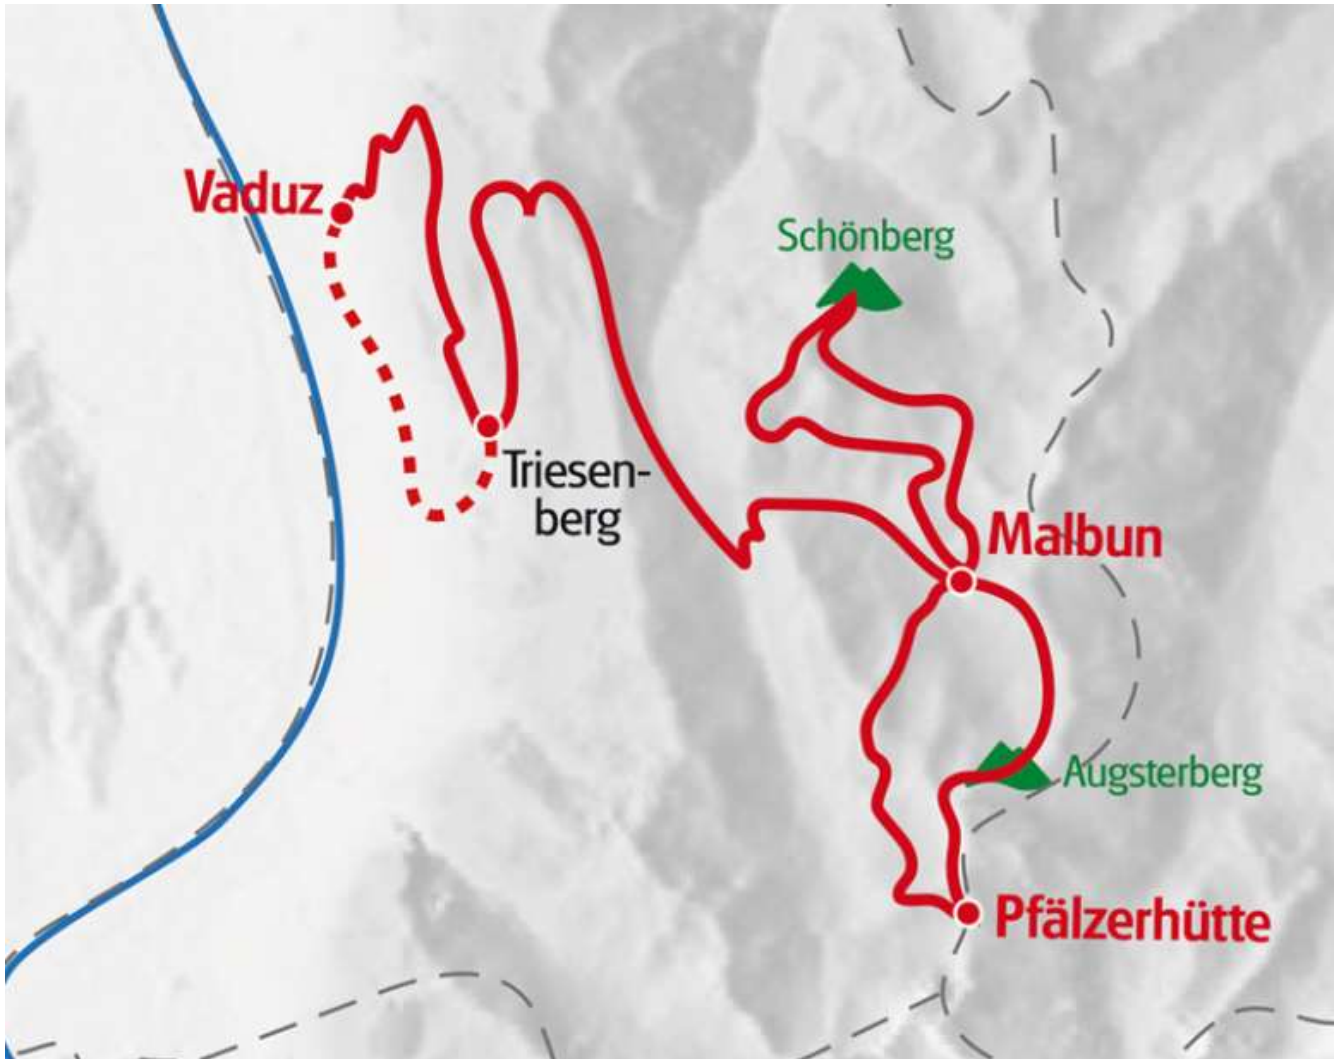 Vaduz
Schönberg
Triesen-
berg
Malbun
Augsterberg
Pfälzerhütte